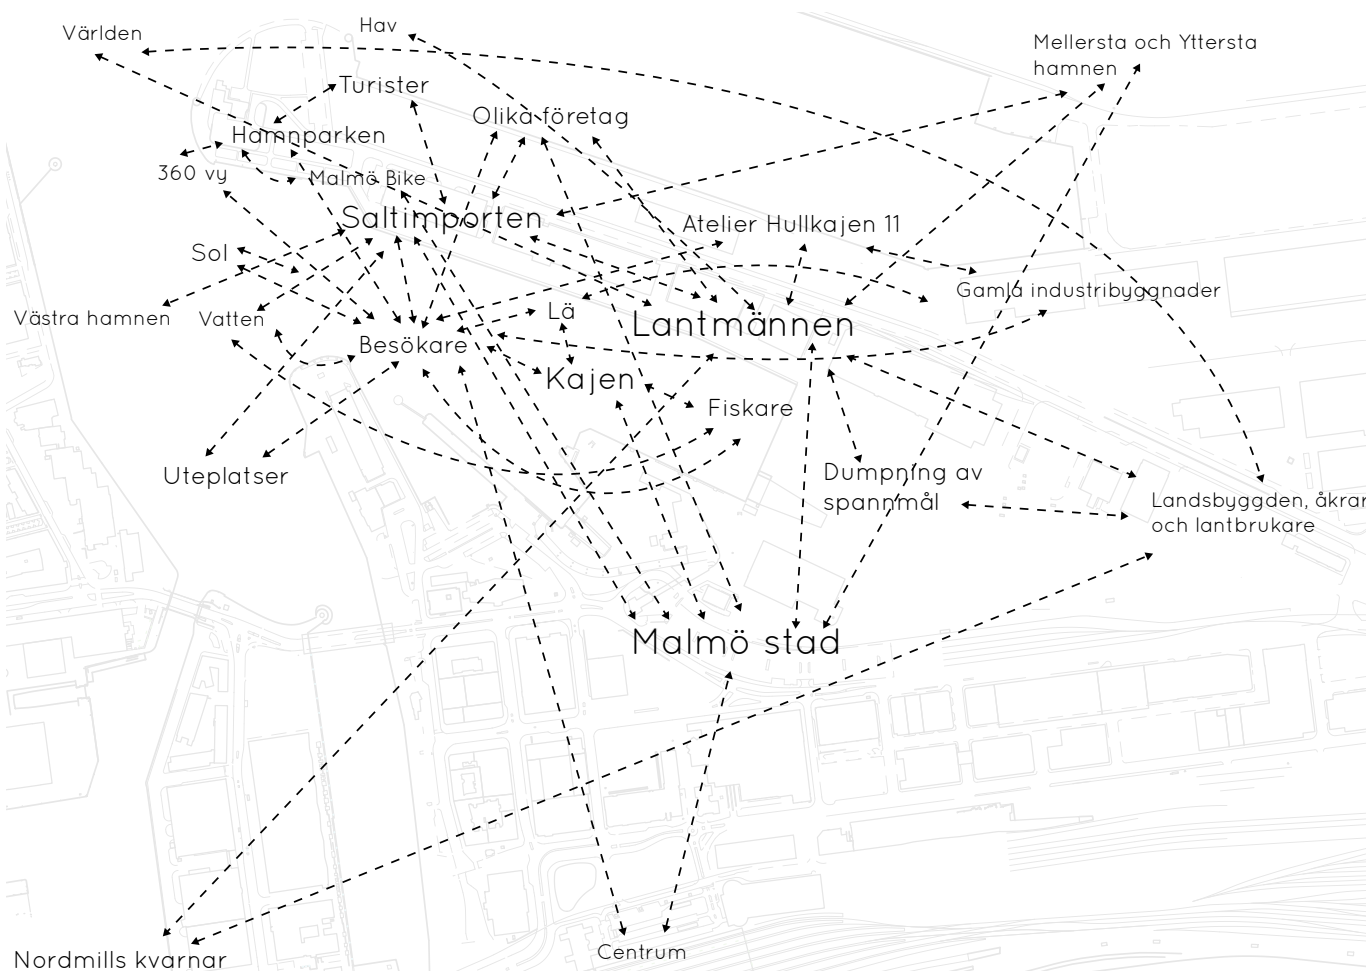 Världen
Hav
Mellersta och Yttersta
hamnen
Turister
Olika företag
Hamnparken
360 vy
Malmö Bike
Saltimporten
Atelier Hullkajen 11
Sol
Gamla industribyggnader
Västra hamnen
Vatten
Lä
Lantmännen
Besökare
Kajen
Fiskare
Uteplatser
Dumpning av
spannmål
Landsbyggden, åkrar
och lantbrukare
Malmö stad
Centrum
Nordmills kvarnar